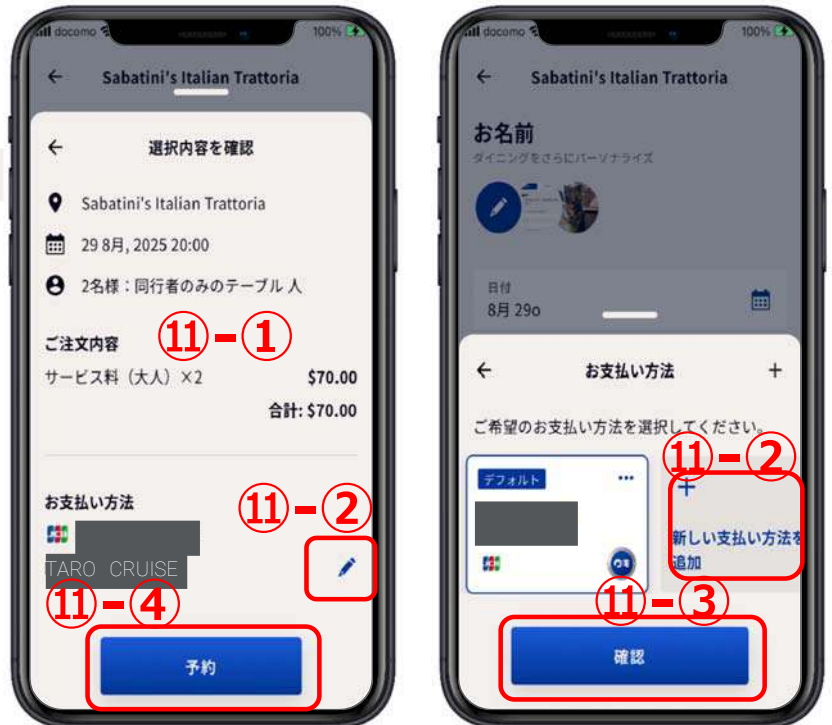 docomo 100%
Sabatini's Italian Trattoria
選択内容を確認
Sabatini's Italian Trattoria
29 8月, 2025 20:00
2名様：同行者のみのテーブル 人
⑪-①
ご注文内容
サービス料（大人）×2 $70.00
合計: $70.00
お支払い方法
⑪-②
JCB
TARO CRUISE
⑪-④
予約
docomo 100%
Sabatini's Italian Trattoria
お名前
ダイニングをさらにパーソナライズ
日付
8月 29o
お支払い方法 +
ご希望のお支払い方法を選択してください。
⑪-②
デフォルト ...
+
新しい支払い方法を
追加
JCB
⑪-③
確認